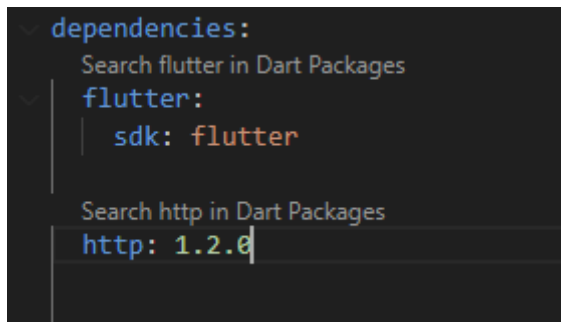 dependencies:
Search flutter in Dart Packages
flutter:
sdk: flutter
Search http in Dart Packages
http: 1.2.0